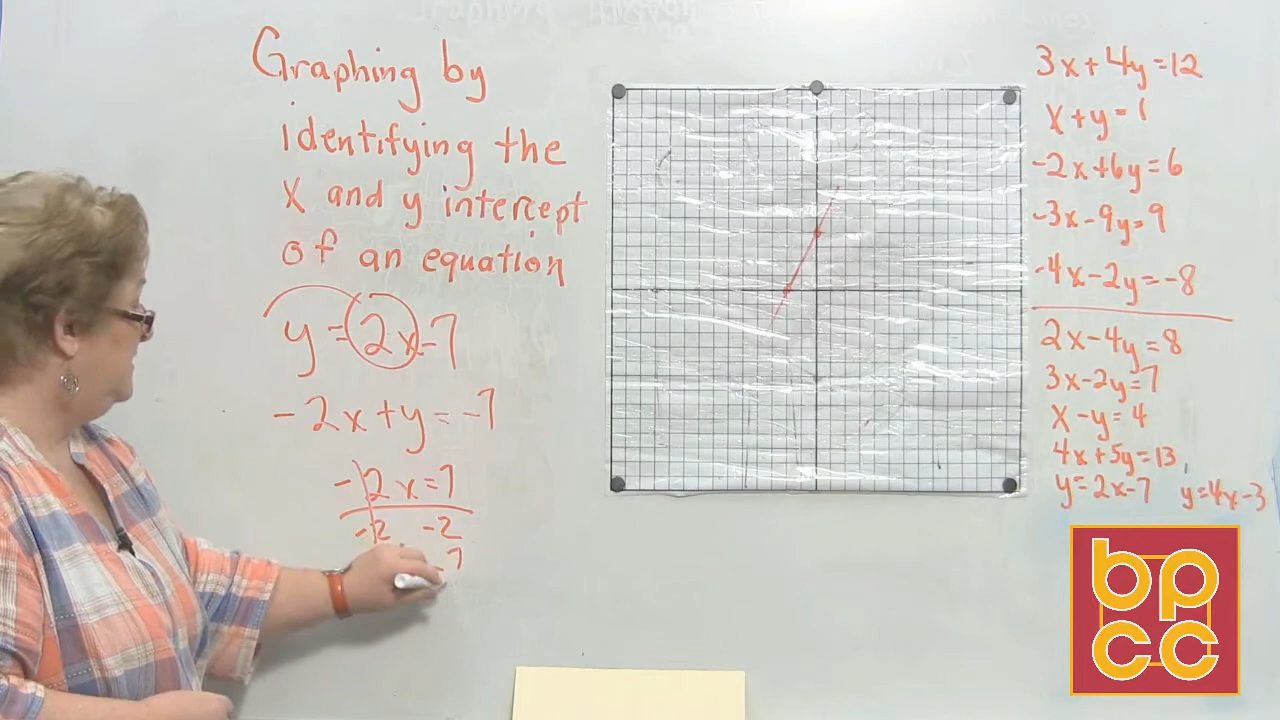 Graphing by
identifying the
x and y intercept
of an equation
y=2x-7
-2x+y=-7
-2x=7
-2 -2
-7
3x+4y=12
x+y=1
-2x+6y=6
-3x-9y=9
-4x-2y=-8
2x-4y=8
3x-2y=7
x-y=4
4x+5y=13
y=2x-7 y=4x-3
bp
cc